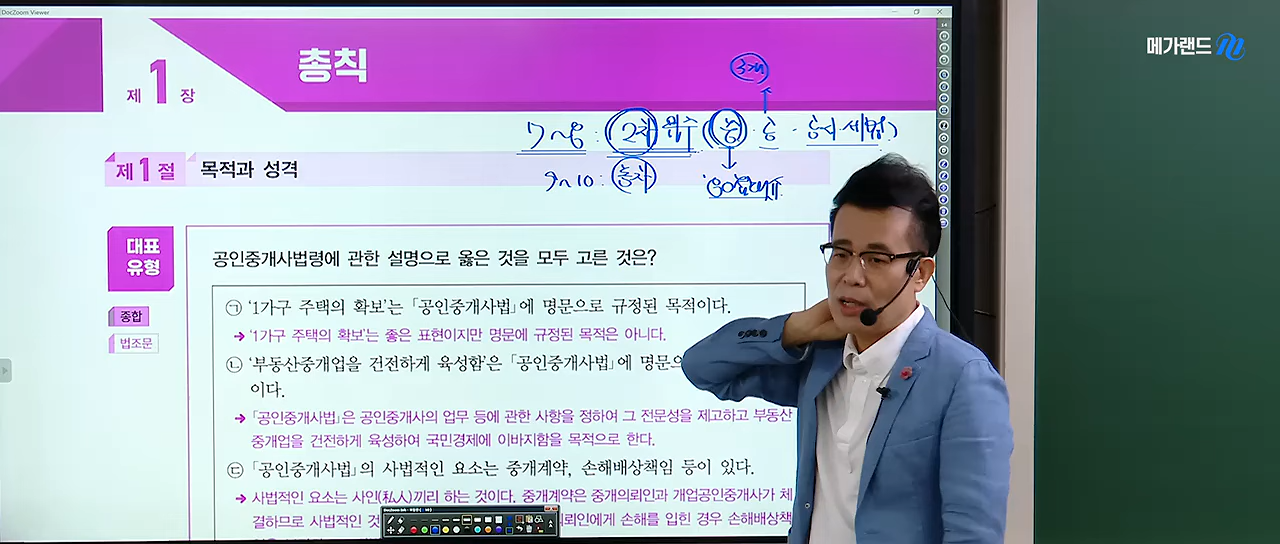 DocZoom Viewer
메가랜드
제1장
총칙
3개
7~8 : 2차
9~10 :
제1절 목적과 성격
대표
유형
종합
법조문
공인중개사법령에 관한 설명으로 옳은 것을 모두 고른 것은?
㉠ '1가구 주택의 확보'는 「공인중개사법」에 명문으로 규정된 목적이다.
➔ '1가구 주택의 확보'는 좋은 표현이지만 명문에 규정된 목적은 아니다.
㉡ '부동산중개업을 건전하게 육성함'은 「공인중개사법」에 명문으
이다.
➔ 「공인중개사법」은 공인중개사의 업무 등에 관한 사항을 정하여 그 전문성을 제고하고 부동산
중개업을 건전하게 육성하여 국민경제에 이바지함을 목적으로 한다.
㉢ 「공인중개사법」의 사법적인 요소는 중개계약, 손해배상책임 등이 있다.
➔ 사법적인 요소는 사인(私人)끼리 하는 것이다. 중개계약은 중개의뢰인과 개업공인중개사가 체
결하므로 사법적인 것 의뢰인에게 손해를 입힌 경우 손해배상책